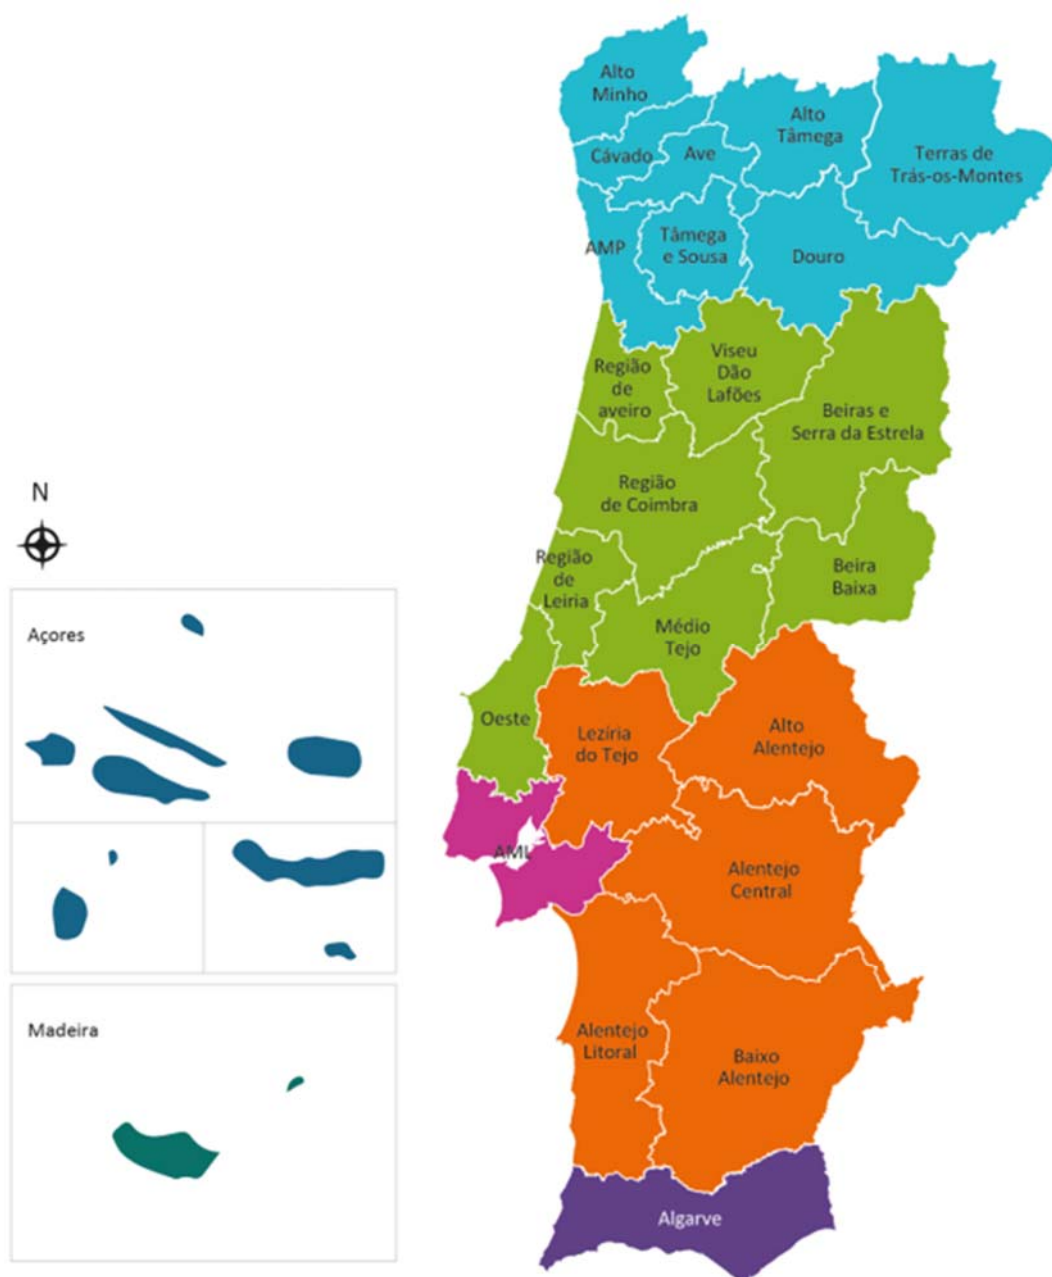 Alto
Minho
Cávado
Ave
Alto
Tâmega
Terras de
Trás-os-Montes
AMP
Tâmega
e Sousa
Douro
Região
de
aveiro
Viseu
Dão
Lafões
Beiras e
Serra da Estrela
Região
de Coimbra
N
Região
de
Leiria
Beira
Baixa
Médio
Tejo
Açores
Oeste
Lezíria
do Tejo
Alto
Alentejo
AML
Alentejo
Central
Madeira
Alentejo
Litoral
Baixo
Alentejo
Algarve